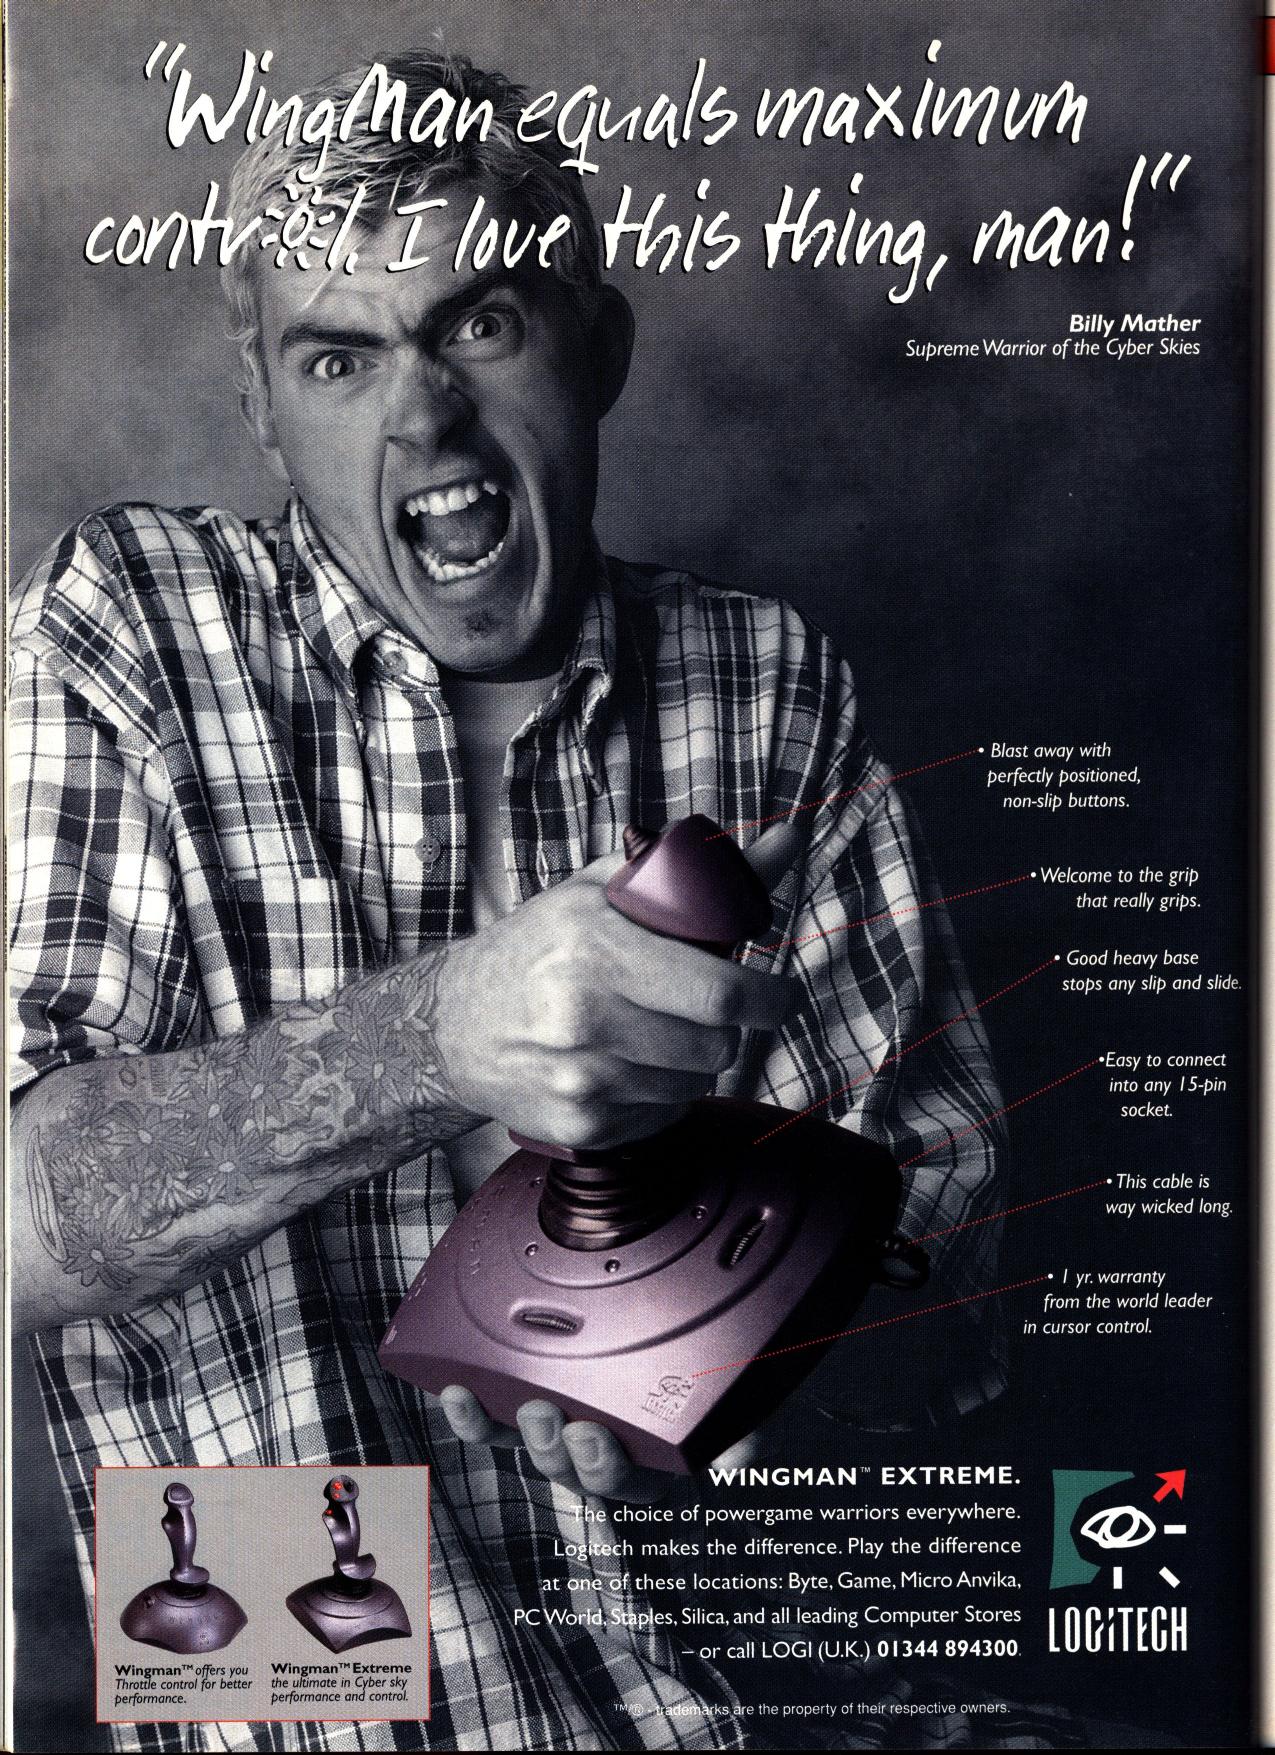 “WingMan equals maximum
control. I love this thing, man!”
Billy Mather
Supreme Warrior of the Cyber Skies
• Blast away with
perfectly positioned,
non-slip buttons.
• Welcome to the grip
that really grips.
• Good heavy base
stops any slip and slide.
•Easy to connect
into any 15-pin
socket.
• This cable is
way wicked long.
• 1 yr. warranty
from the world leader
in cursor control.
WINGMAN™ EXTREME.
The choice of powergame warriors everywhere.
Logitech makes the difference. Play the difference
at one of these locations: Byte, Game, Micro Anvika,
PC World, Staples, Silica, and all leading Computer Stores
– or call LOGI (U.K.) 01344 894300.
LOGITECH
Wingman™ offers you
Throttle control for better
performance.
Wingman™ Extreme
the ultimate in Cyber sky
performance and control.
™/® - trademarks are the property of their respective owners.